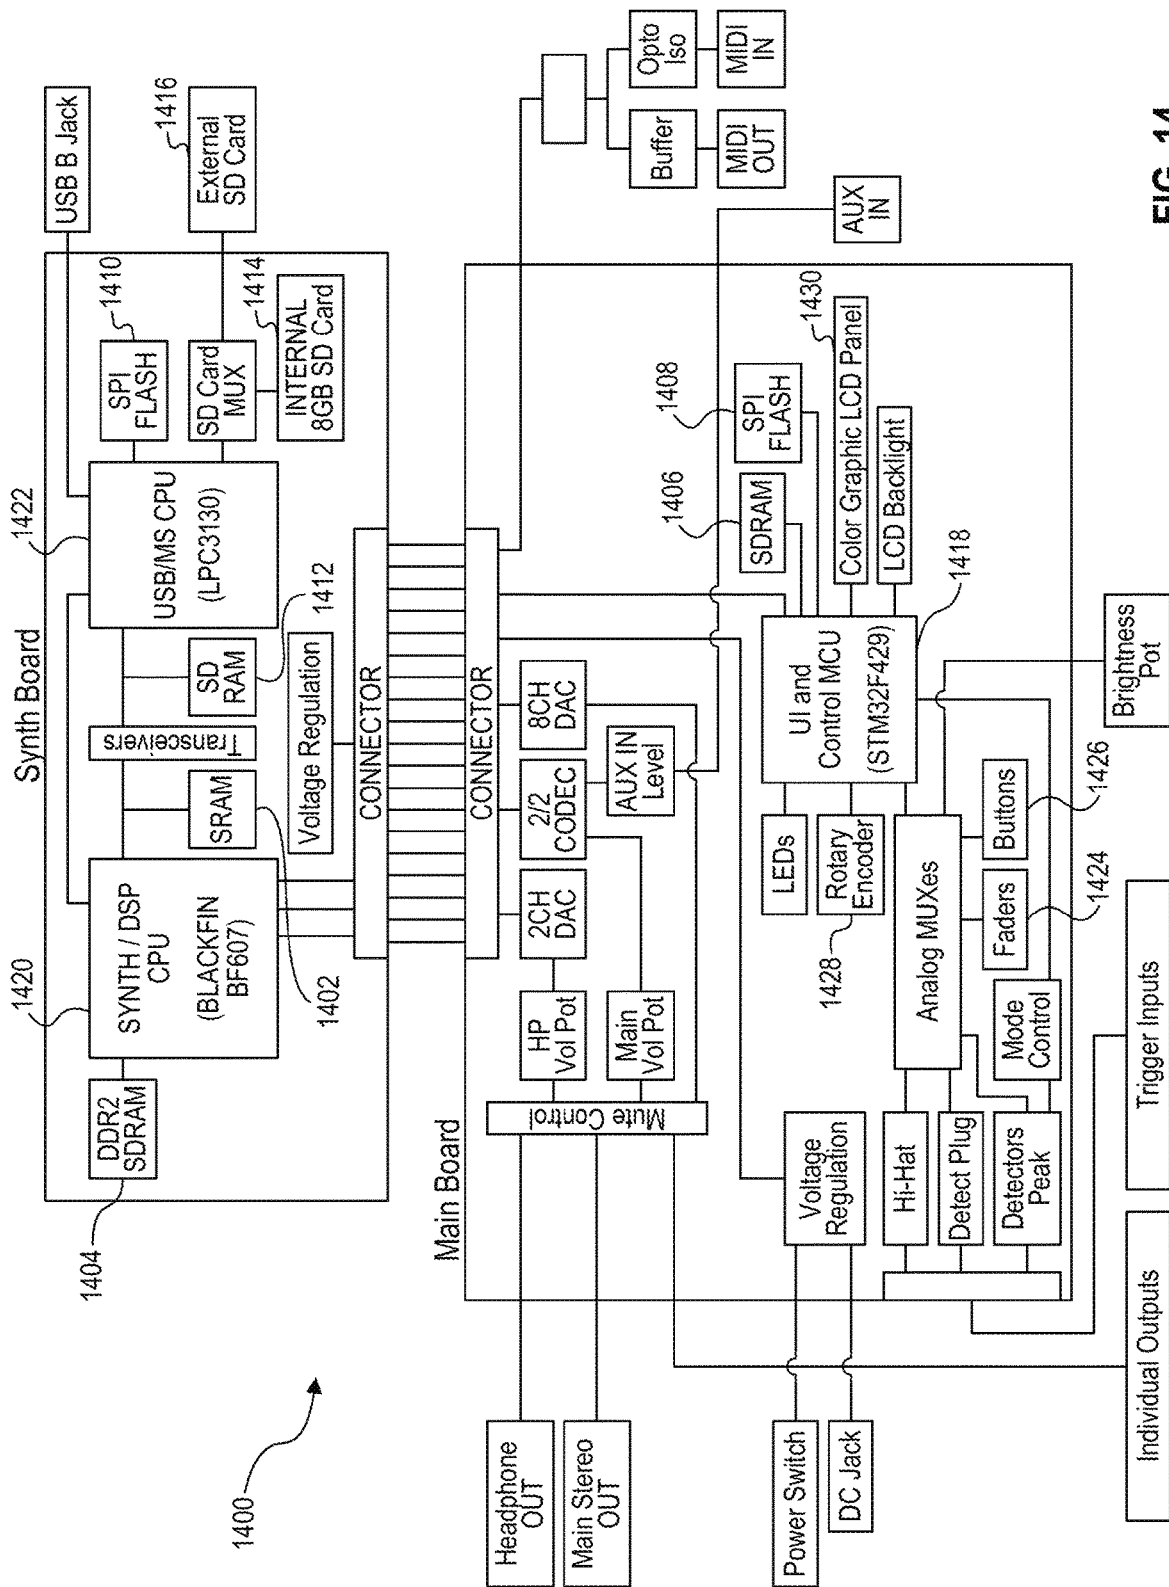 1400
1404
DDR2
SDRAM
1420
SYNTH / DSP
CPU
(BLACKFIN
BF607)
1402
SRAM
Transceivers
Synth Board
SD
RAM
1412
Voltage Regulation
1422
USB/MS CPU
(LPC3130)
SPI
FLASH
1410
SD Card
MUX
INTERNAL
8GB SD Card
1414
USB B Jack
External
SD Card
1416
CONNECTOR
Main Board
CONNECTOR
Headphone
OUT
Main Stereo
OUT
Mute Control
HP
Vol Pot
Main
Vol Pot
2CH
DAC
2/2
CODEC
8CH
DAC
AUX IN
Level
Opto
Iso
MIDI
IN
Buffer
MIDI
OUT
AUX
IN
SDRAM
1406
SPI
FLASH
1408
Color Graphic LCD Panel
1430
LCD Backlight
UI and
Control MCU
(STM32F429)
1418
LEDs
Rotary
Encoder
1428
Power Switch
DC Jack
Voltage
Regulation
Hi-Hat
Detect Plug
Detectors
Peak
Analog MUXes
Mode
Control
Faders
1424
Buttons
1426
Brightness
Pot
Individual Outputs
Trigger Inputs
FIG. 14